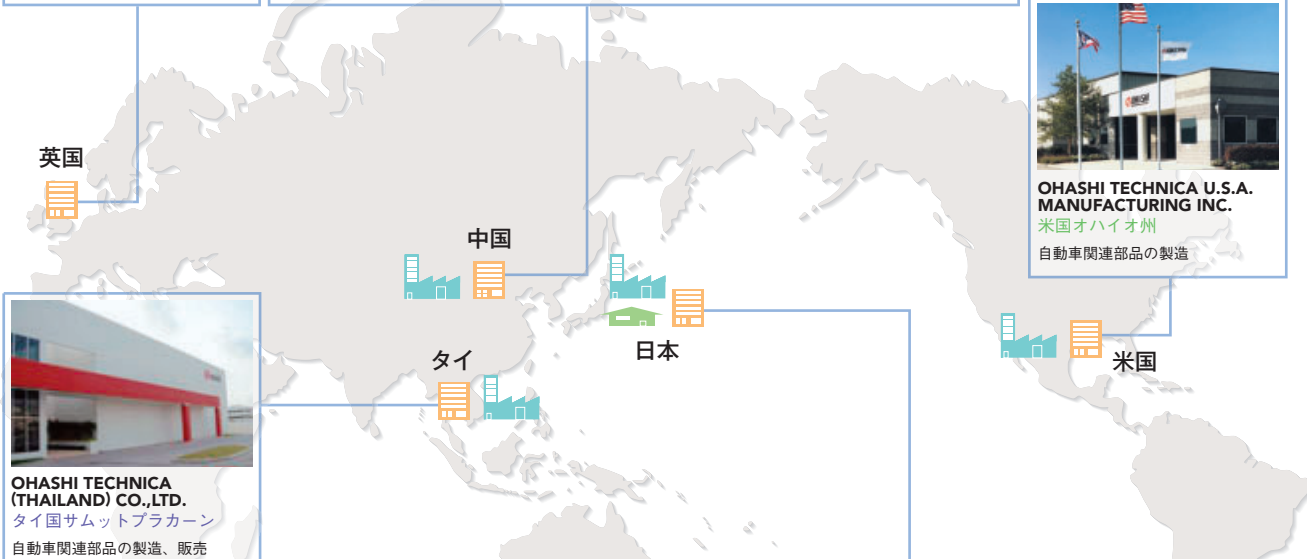 OHASHI
OHASHI TECHNICA U.S.A.
MANUFACTURING INC.
米国オハイオ州
自動車関連部品の製造
英国
中国
日本
タイ
米国
OHASHI TECHNICA
(THAILAND) CO.,LTD.
タイ国サムットプラカーン
自動車関連部品の製造、販売